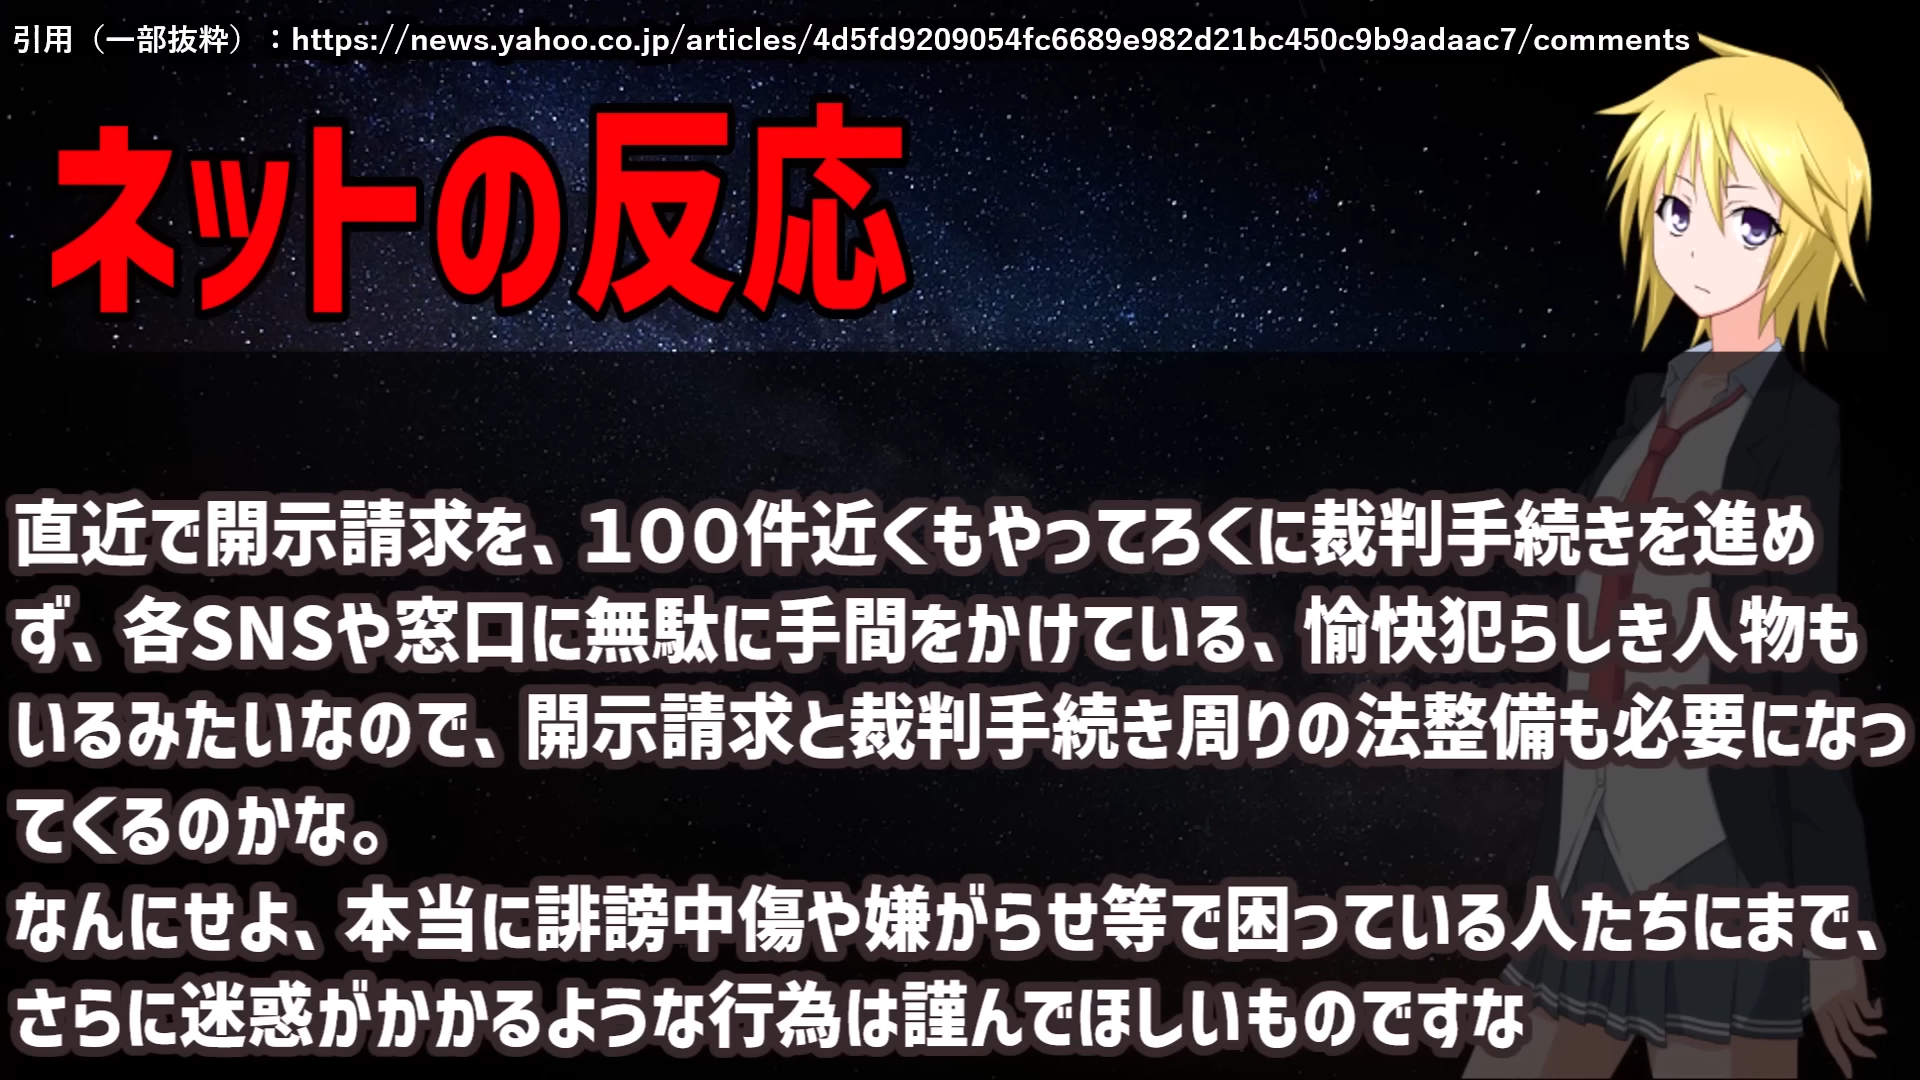 引用（一部抜粋）：https://news.yahoo.co.jp/articles/4d5fd9209054fc6689e982d21bc450c9b9adaac7/comments
ネットの反応
直近で開示請求を、１００件近くもやってろくに裁判手続きを進め
ず、各SNSや窓口に無駄に手間をかけている、愉快犯らしき人物も
いるみたいなので、開示請求と裁判手続き周りの法整備も必要になっ
てくるのかな。
なんにせよ、本当に誹謗中傷や嫌がらせ等で困っている人たちにまで、
さらに迷惑がかかるような行為は謹んでほしいものですな